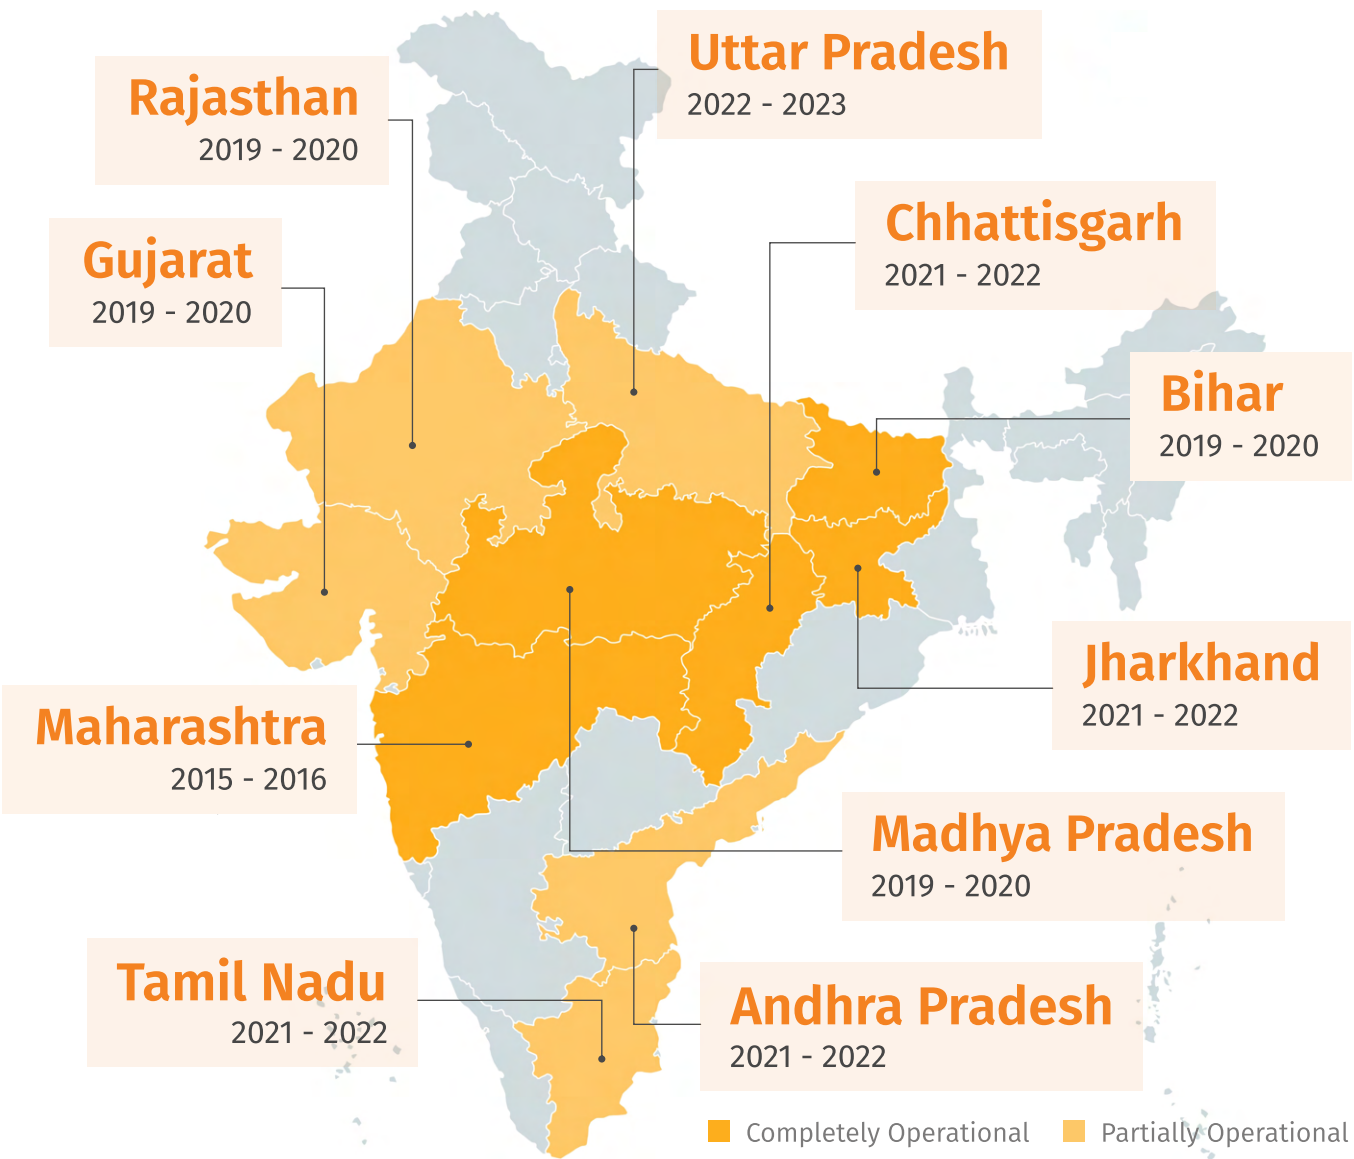 Uttar Pradesh
2022 - 2023
Rajasthan
2019 - 2020
Chhattisgarh
2021 - 2022
Gujarat
2019 - 2020
Bihar
2019 - 2020
Jharkhand
2021 - 2022
Maharashtra
2015 - 2016
Madhya Pradesh
2019 - 2020
Tamil Nadu
2021 - 2022
Andhra Pradesh
2021 - 2022
Completely Operational
Partially Operational